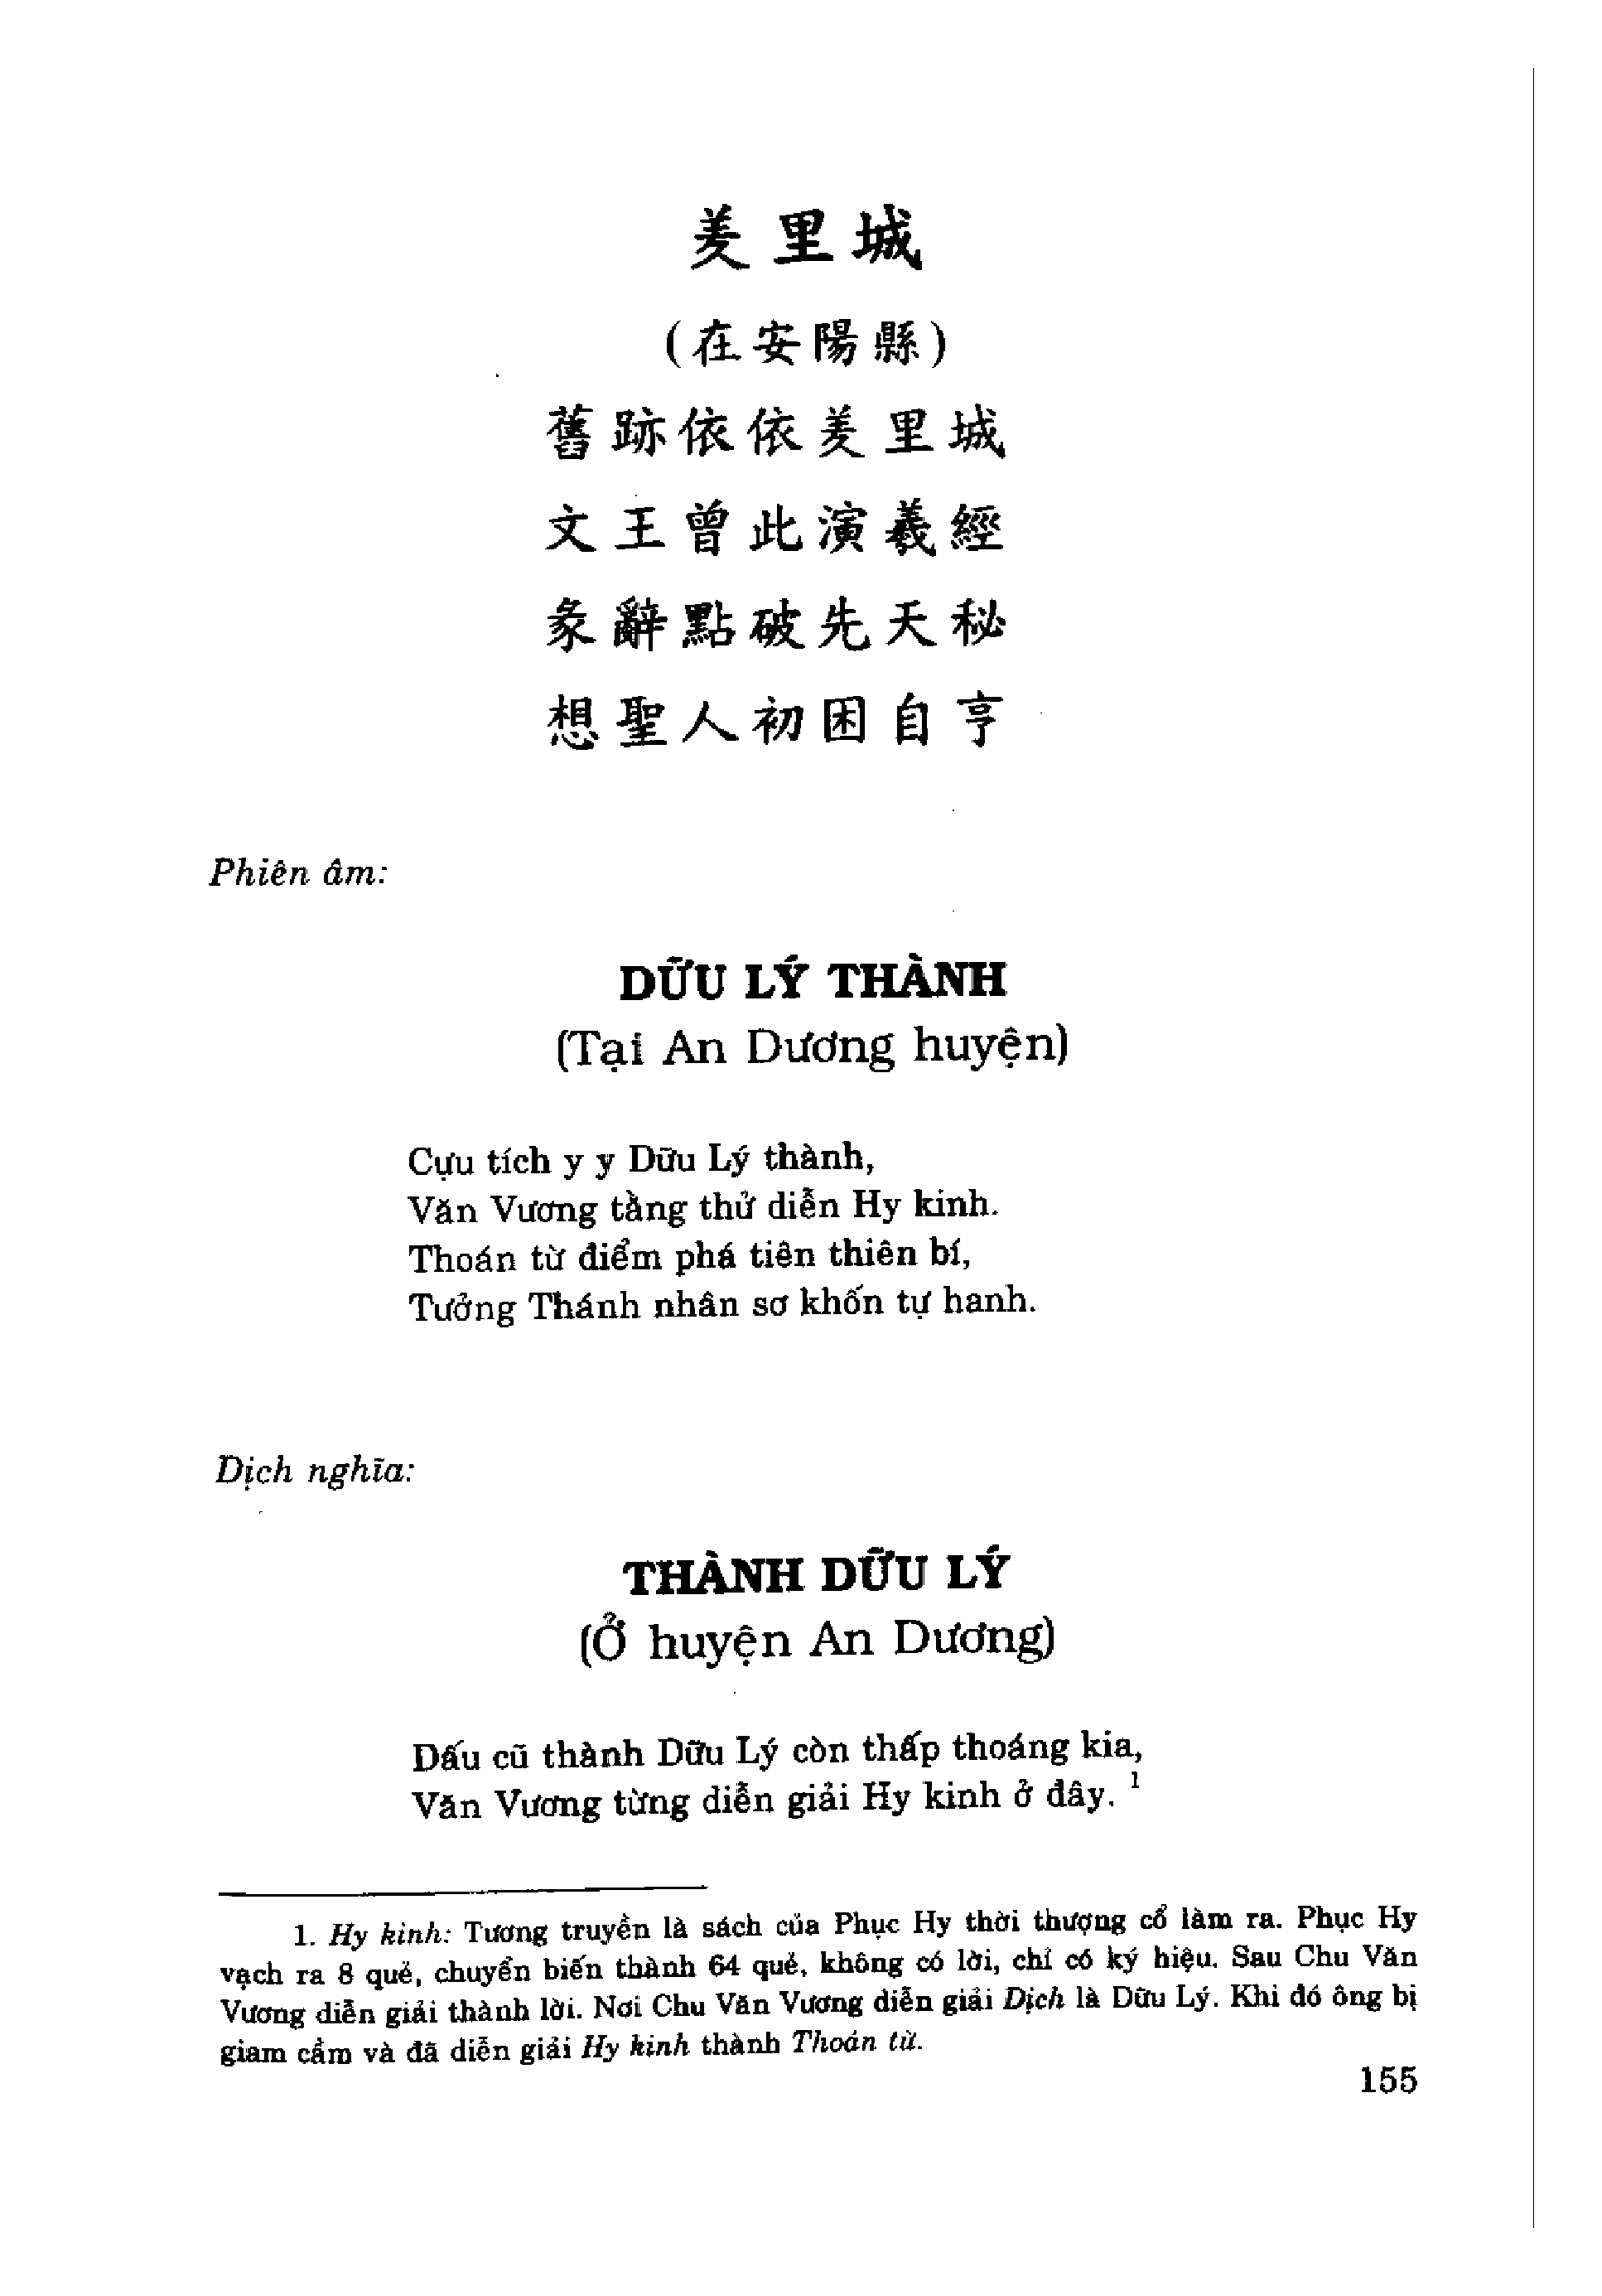 羑里城
(在安陽縣)
舊跡依依羑里城
文王曾此演羲經
彖辭點破先天秘
想聖人初困自亨
Phiên âm:
DỮU LÝ THÀNH
(Tại An Dương huyện)
Cựu tích y y Dữu Lý thành,
Văn Vương tằng thử diễn Hy kinh.
Thoán từ điểm phá tiên thiên bí,
Tưởng Thánh nhân sơ khốn tự hanh.
Dịch nghĩa:
THÀNH DỮU LÝ
(Ở huyện An Dương)
Dấu cũ thành Dữu Lý còn thấp thoáng kia,
Văn Vương từng diễn giải Hy kinh ở đây. 1
1. Hy kinh: Tương truyền là sách của Phục Hy thời thượng cổ làm ra. Phục Hy
vạch ra 8 quẻ, chuyển biến thành 64 quẻ, không có lời, chỉ có ký hiệu. Sau Chu Văn
Vương diễn giải thành lời. Nơi Chu Văn Vương diễn giải Dịch là Dữu Lý. Khi đó ông bị
giam cầm và đã diễn giải Hy kinh thành Thoán từ.
155